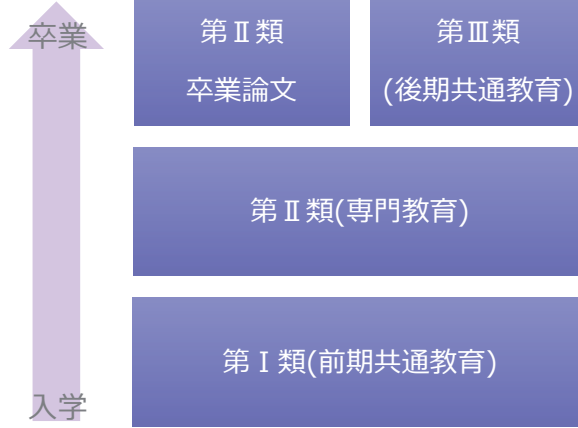 卒業
第Ⅱ類
卒業論文
第Ⅲ類
(後期共通教育)
第Ⅱ類(専門教育)
第Ⅰ類(前期共通教育)
入学